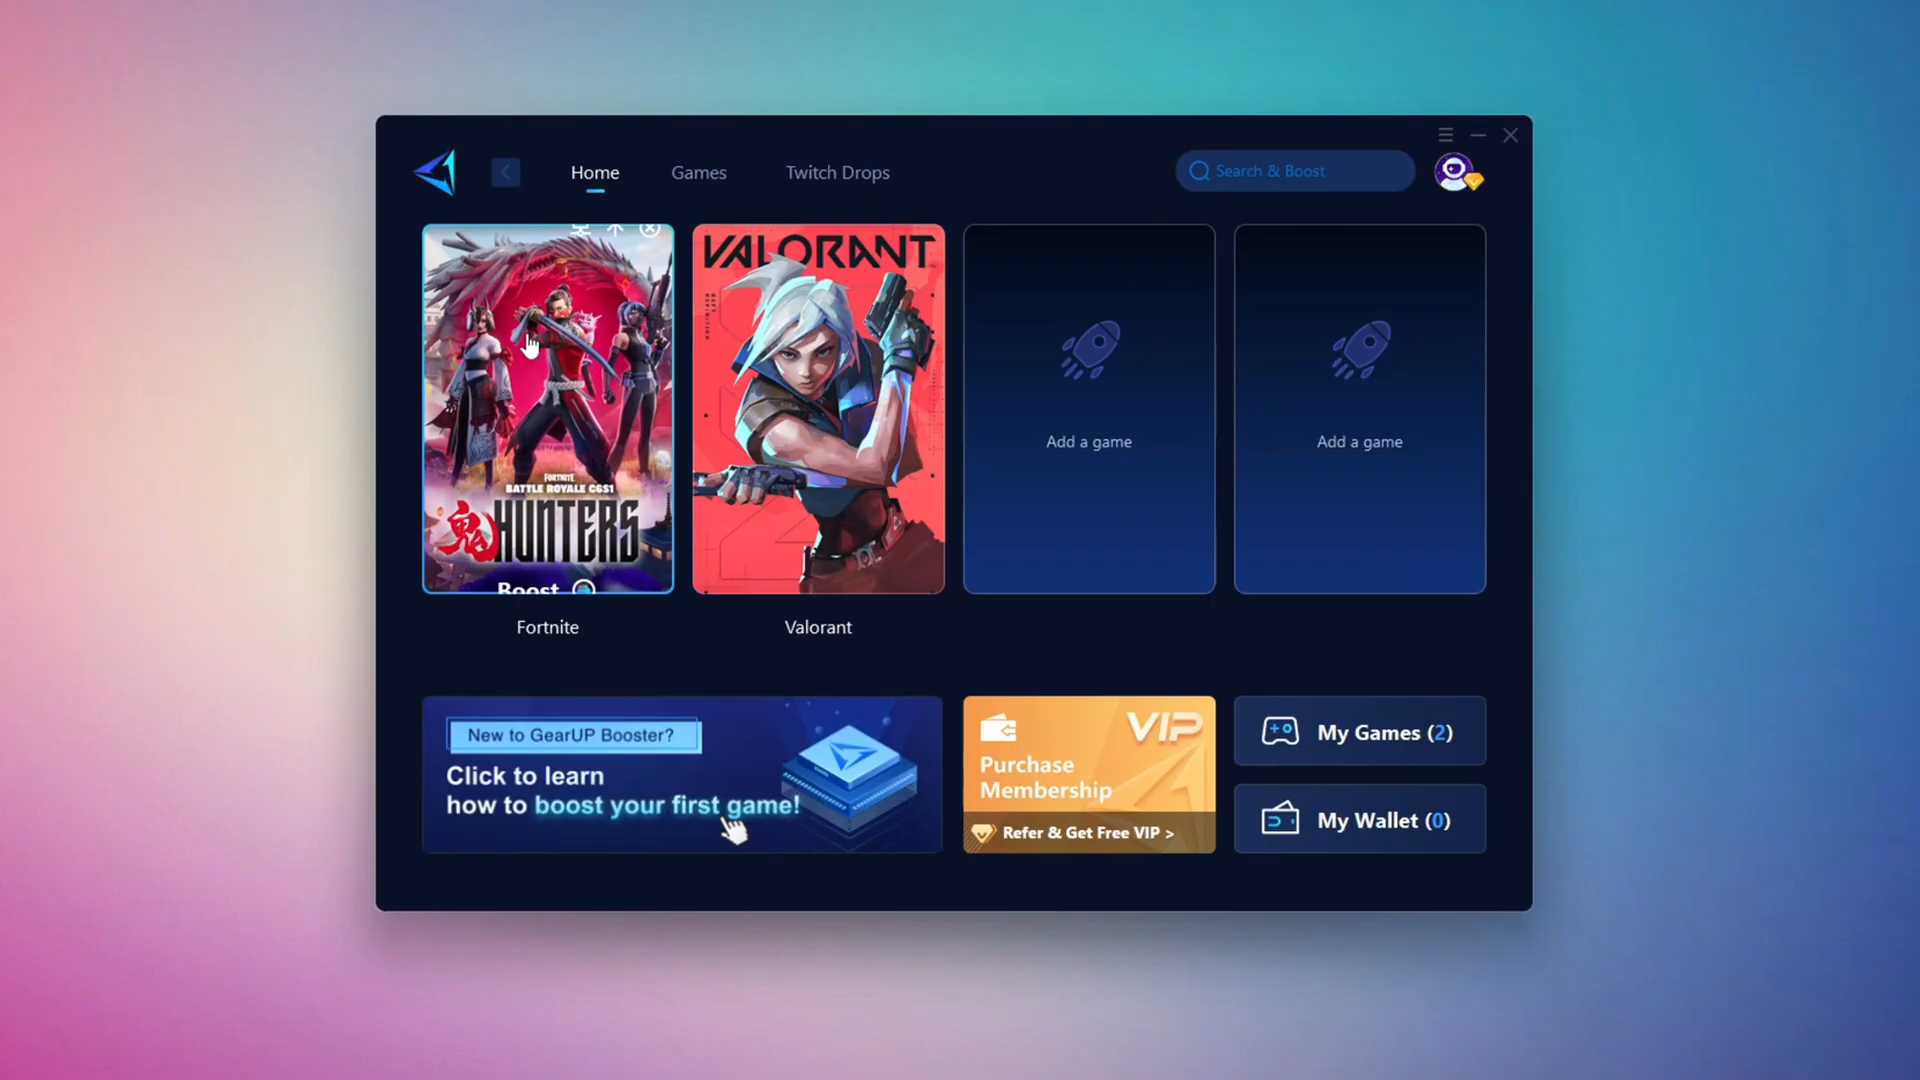 Home
Games
Twitch Drops
Search & Boost
FORTNITE
BATTLE ROYALE C6S1
鬼 HUNTERS
Boost
Fortnite
VALORANT
Valorant
Add a game
Add a game
New to GearUP Booster?
Click to learn
how to boost your first game!
VIP
Purchase
Membership
Refer & Get Free VIP >
My Games (2)
My Wallet (0)